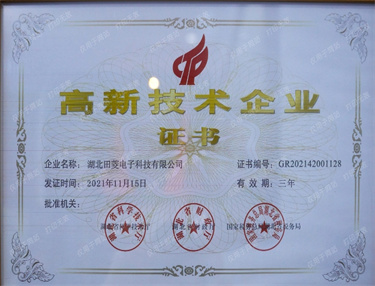 高新技术企业
证书
企业名称：湖北田菱电子科技有限公司 证书编号：GR202142001128
发证时间：2021年11月15日 有效期：三年
批准机关：